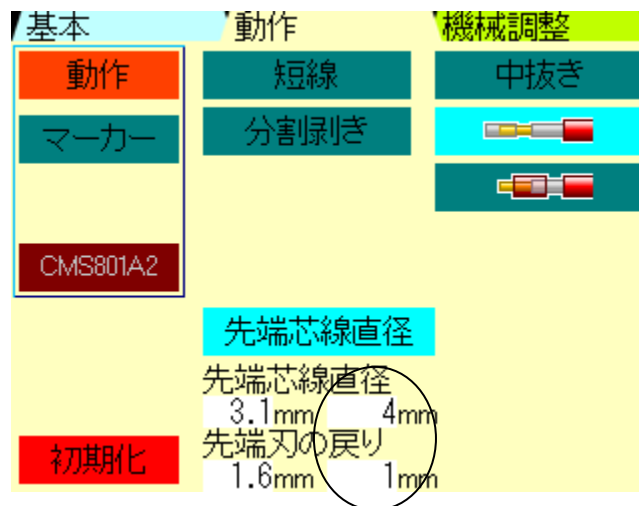 基本 動作 機械調整
動作 短線 中抜き
マーカー 分割剥ぎ
CMS801A2
先端芯線直径
先端芯線直径
3.1mm 4mm
先端刃の戻り
初期化
1.6mm 1mm